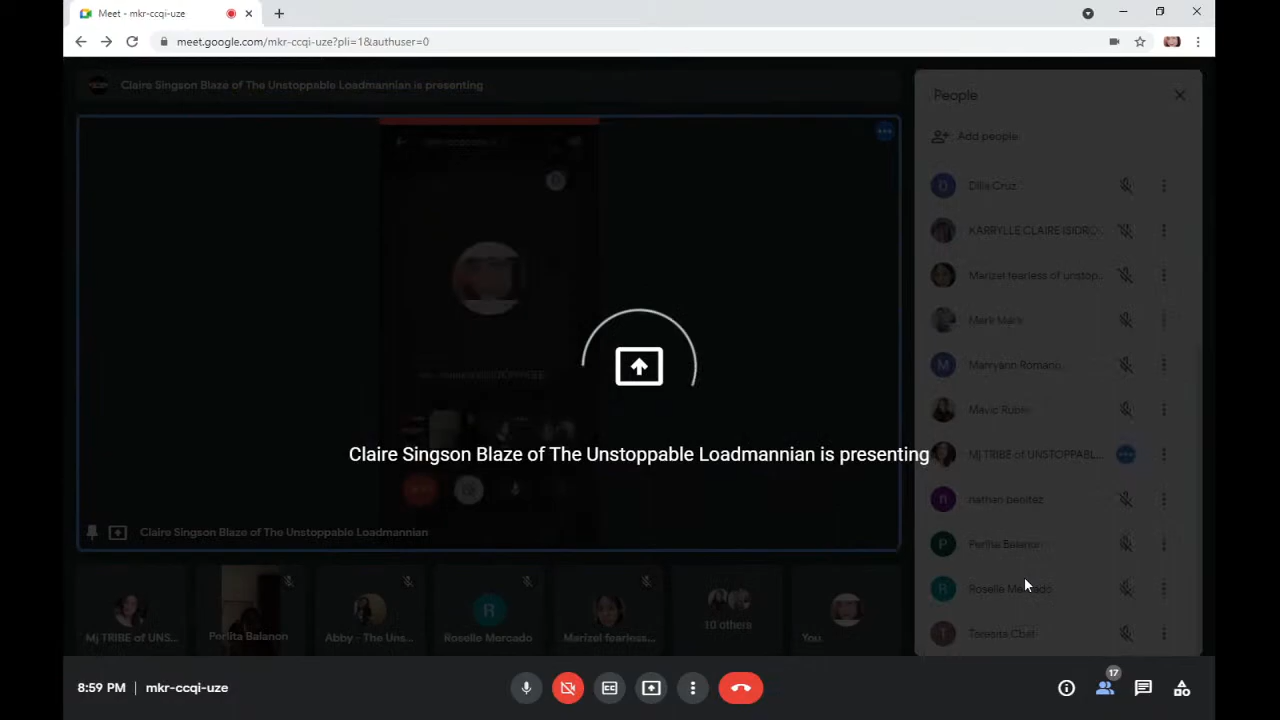 Meet - mkr-ccqi-uze
meet.google.com/mkr-ccqi-uze?pli=1&authuser=0
Claire Singson Blaze of The Unstoppable Loadmannian is presenting
People
Add people
Dills Cruz
KARRYLLE CLAIRE ISIDRO...
Marizel fearless of unstop...
Mark Mark
Marryann Romano
Mavic Rubio
Mj TRIBE of UNSTOPPABL...
nathan benitez
Perlita Balanon
Roselle Mercado
Teresita Cbat
Claire Singson Blaze of The Unstoppable Loadmannian is presenting
Claire Singson Blaze of The Unstoppable Loadmannian
Mj TRIBE of UNS...
Perlita Balanon
Abby - The Uns...
R
Roselle Mercado
Marizel fearless...
10 others
You
8:59 PM | mkr-ccqi-uze
17